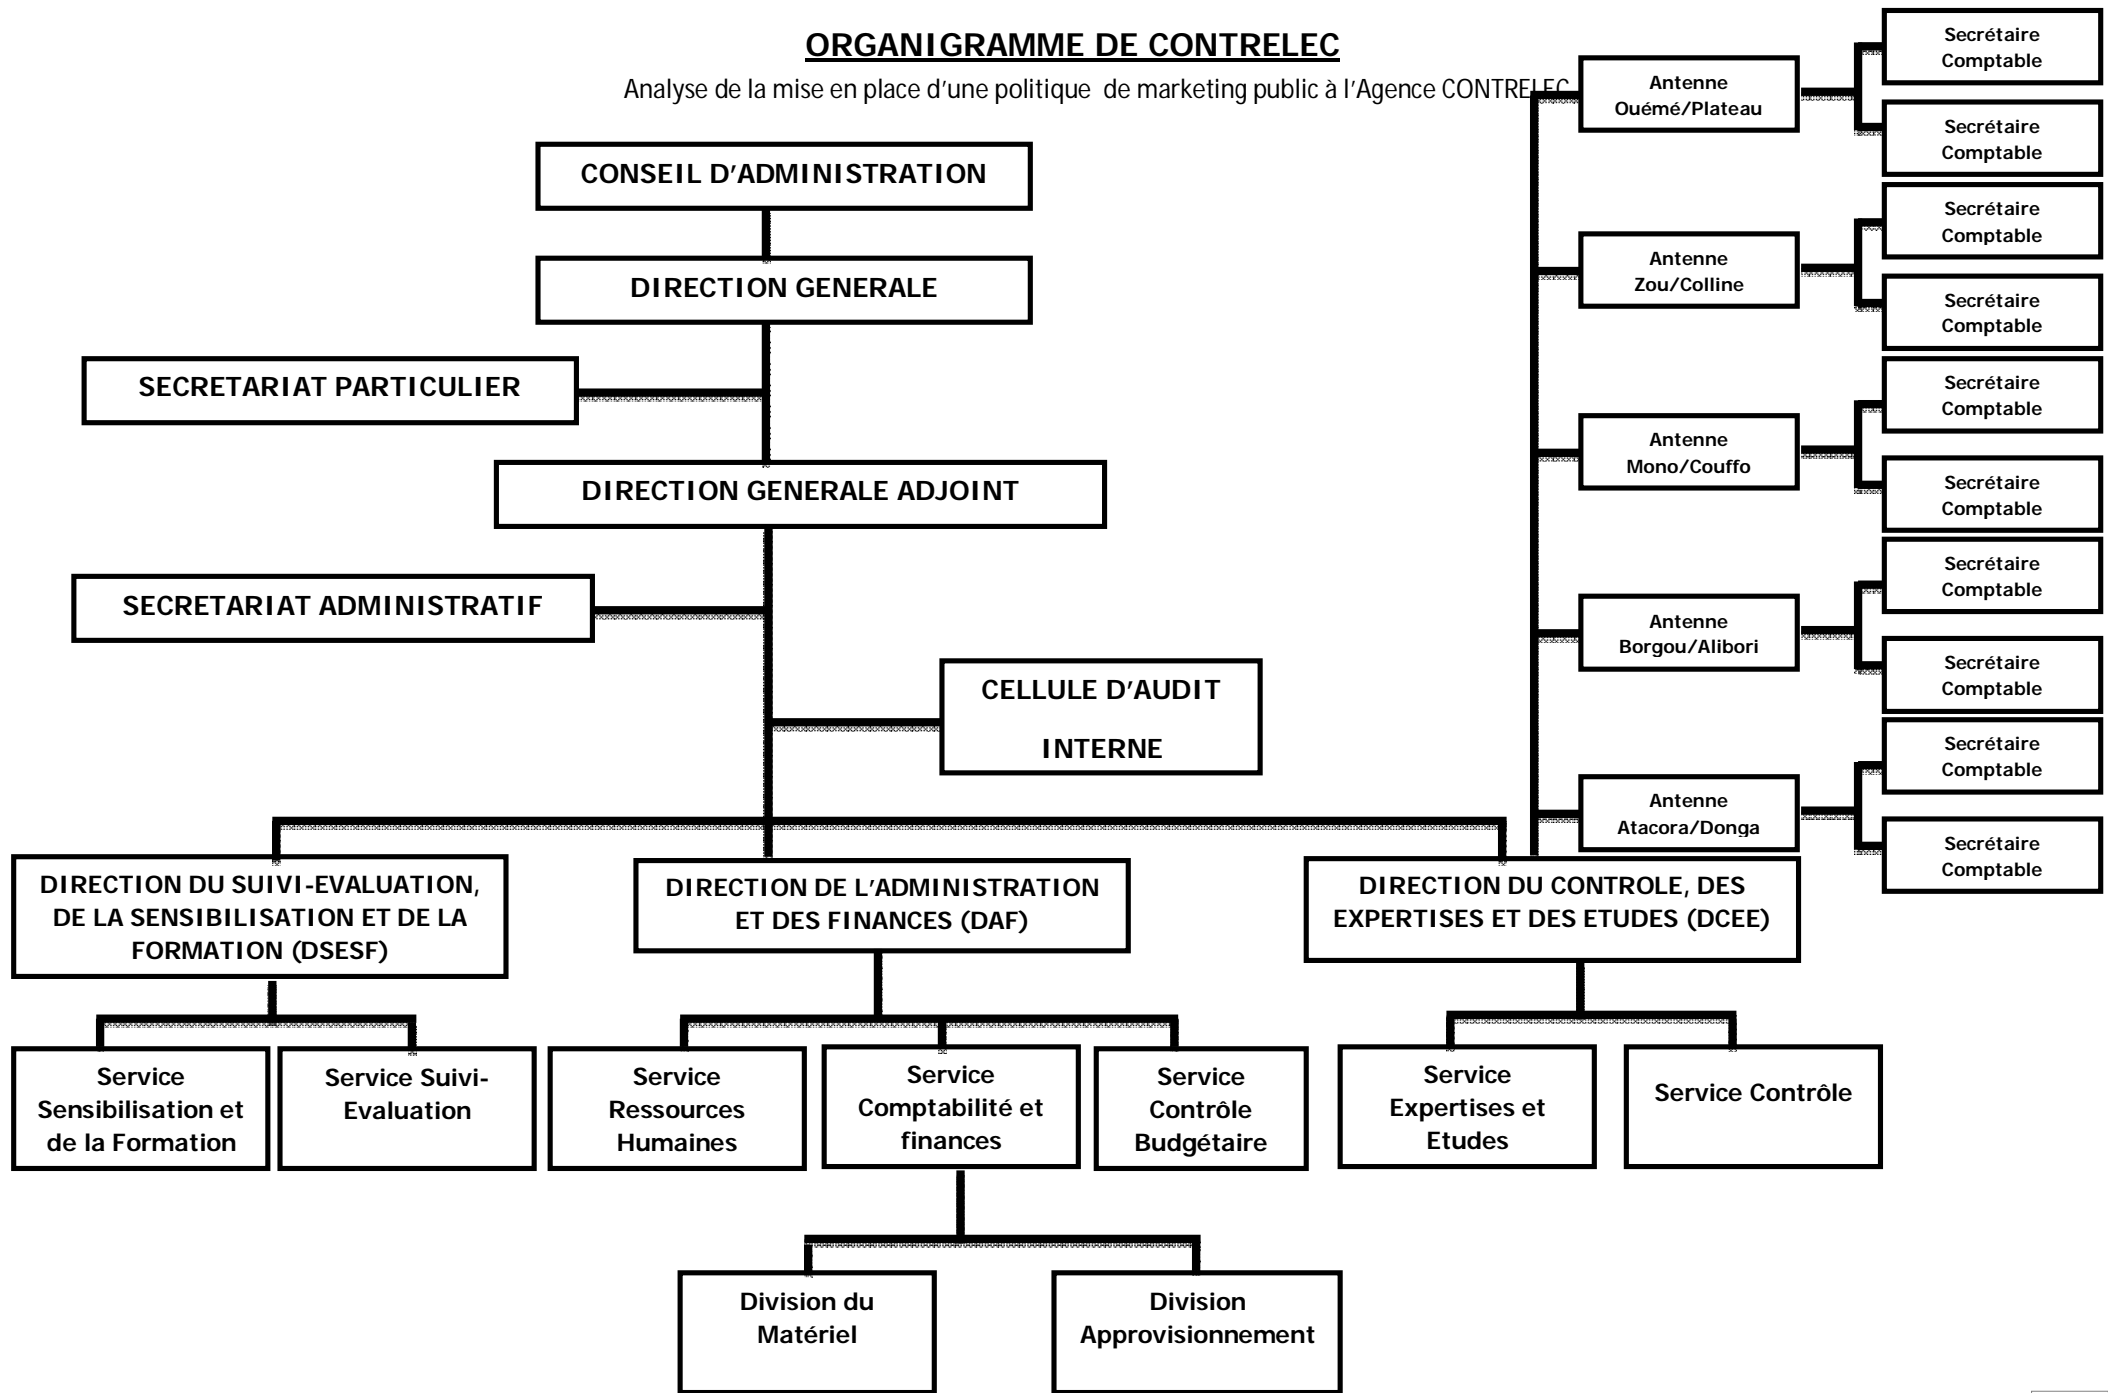 ORGANIGRAMME DE CONTRELEC
Analyse de la mise en place d'une politique de marketing public à l'Agence CONTRELEC
CONSEIL D'ADMINISTRATION
DIRECTION GENERALE
SECRETARIAT PARTICULIER
DIRECTION GENERALE ADJOINT
SECRETARIAT ADMINISTRATIF
CELLULE D'AUDIT
INTERNE
Antenne
Ouémé/Plateau
Secrétaire
Comptable
Secrétaire
Comptable
Antenne
Zou/Colline
Secrétaire
Comptable
Secrétaire
Comptable
Antenne
Mono/Couffo
Secrétaire
Comptable
Secrétaire
Comptable
Antenne
Borgou/Alibori
Secrétaire
Comptable
Secrétaire
Comptable
Antenne
Atacora/Donga
Secrétaire
Comptable
Secrétaire
Comptable
DIRECTION DU SUIVI-EVALUATION,
DE LA SENSIBILISATION ET DE LA
FORMATION (DSESF)
DIRECTION DE L'ADMINISTRATION
ET DES FINANCES (DAF)
DIRECTION DU CONTROLE, DES
EXPERTISES ET DES ETUDES (DCEE)
Service
Sensibilisation et
de la Formation
Service Suivi-
Evaluation
Service
Ressources
Humaines
Service
Comptabilité et
finances
Service
Contrôle
Budgétaire
Service
Expertises et
Etudes
Service Contrôle
Division du
Matériel
Division
Approvisionnement